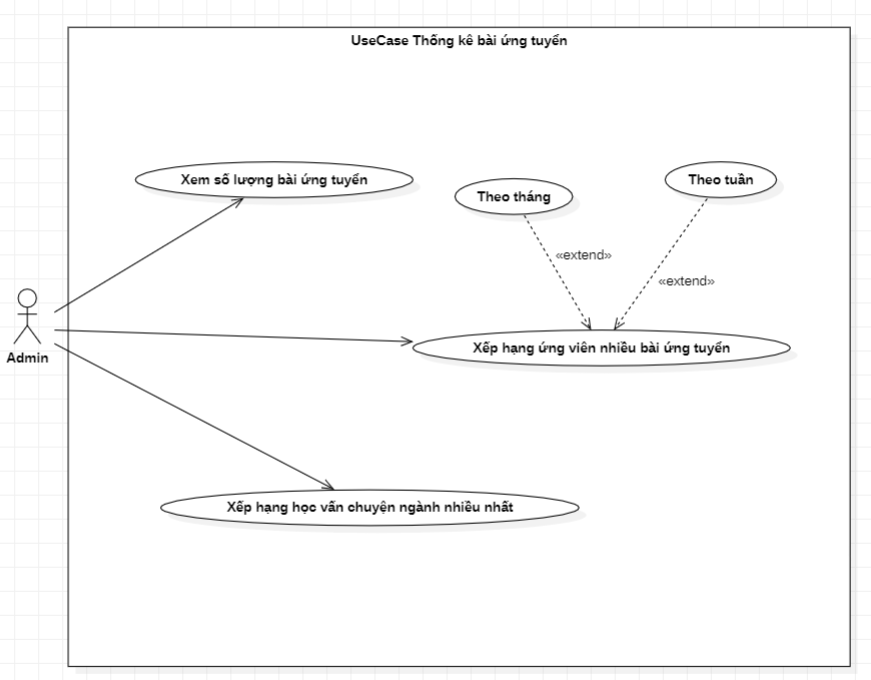 UseCase Thống kê bài ứng tuyển
Xem số lượng bài ứng tuyển
Theo tháng
Theo tuần
«extend»
«extend»
Admin
Xếp hạng ứng viên nhiều bài ứng tuyển
Xếp hạng học vấn chuyện ngành nhiều nhất